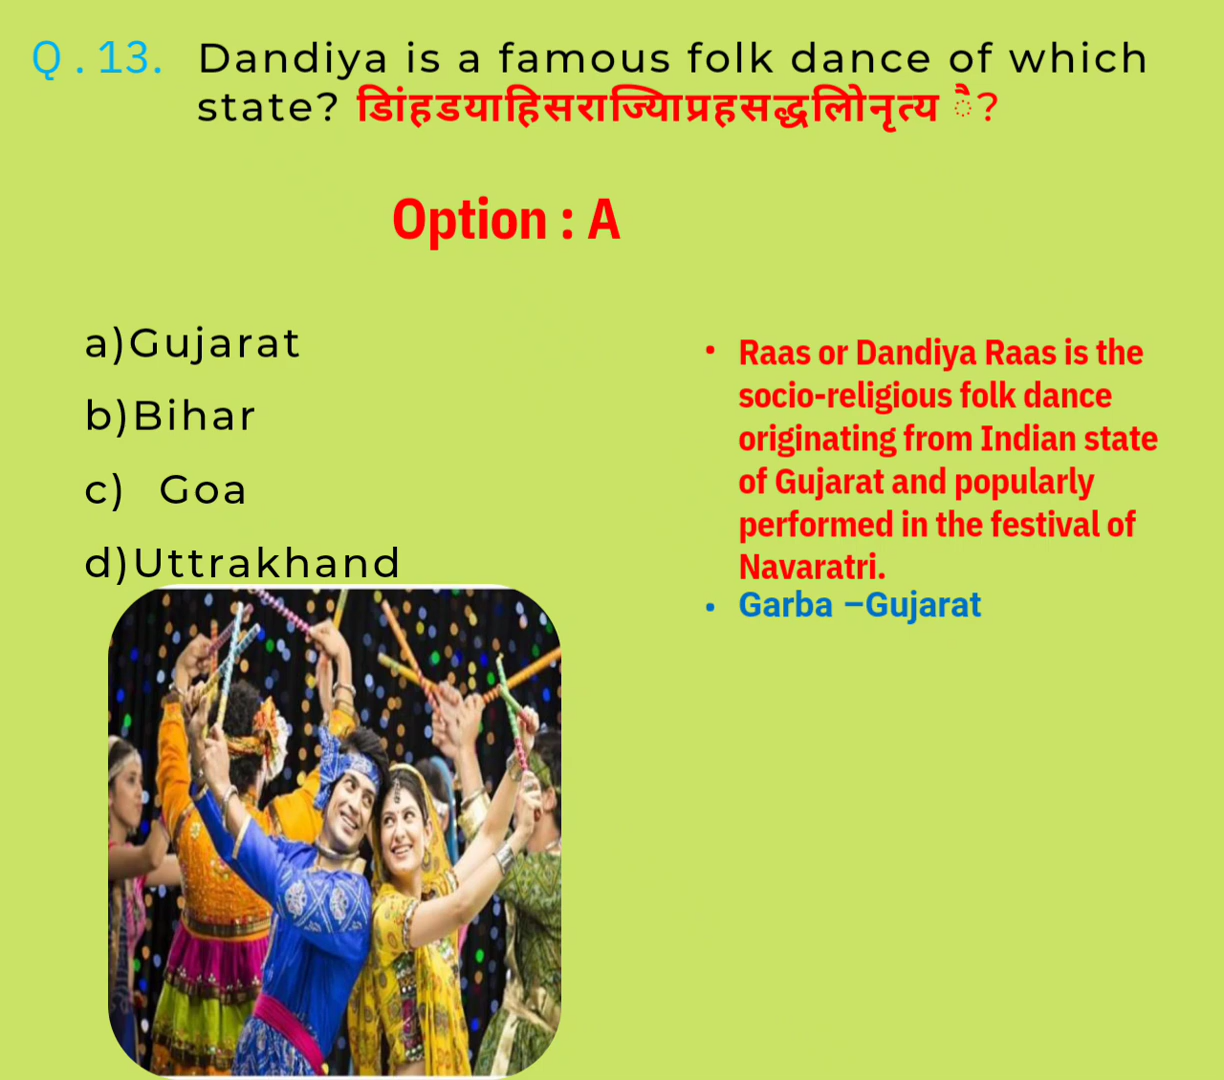 Q . 13. Dandiya is a famous folk dance of which
state? डिांहडयाहिसराज्यािप्रहसद्धलोिनृत्य ै?
Option : A
a)Gujarat
b)Bihar
c) Goa
d)Uttrakhand
• Raas or Dandiya Raas is the
socio-religious folk dance
originating from Indian state
of Gujarat and popularly
performed in the festival of
Navaratri.
• Garba –Gujarat